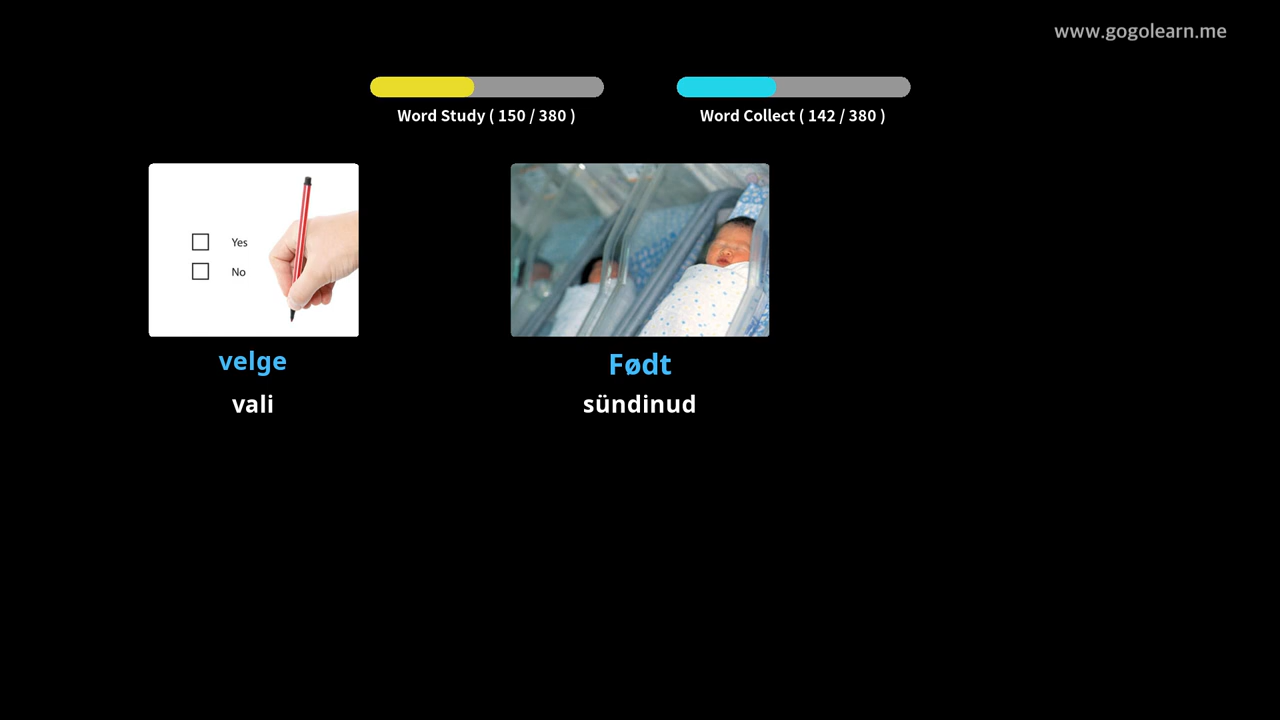 www.gogolearn.me
Word Study ( 150 / 380 )
Word Collect ( 142 / 380 )
Yes
No
velge
vali
Født
sündinud